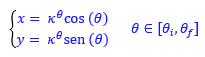 x = κ^θ cos (θ)
y = κ^θ sen (θ)
θ ∈ [θ_i, θ_f]